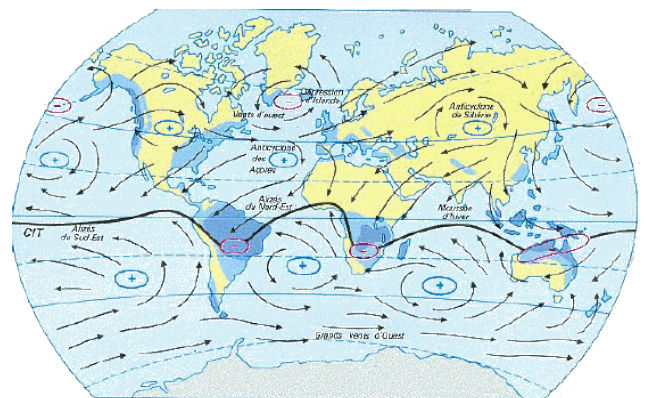 Dépression
d'Islande
Vents d'ouest
Anticyclone
de Sibérie
Anticyclone
des
Açores
Alizés
du Nord-Est
Mousson
d'hiver
CIT
Alizés
du Sud-Est
Grands vents d'Ouest